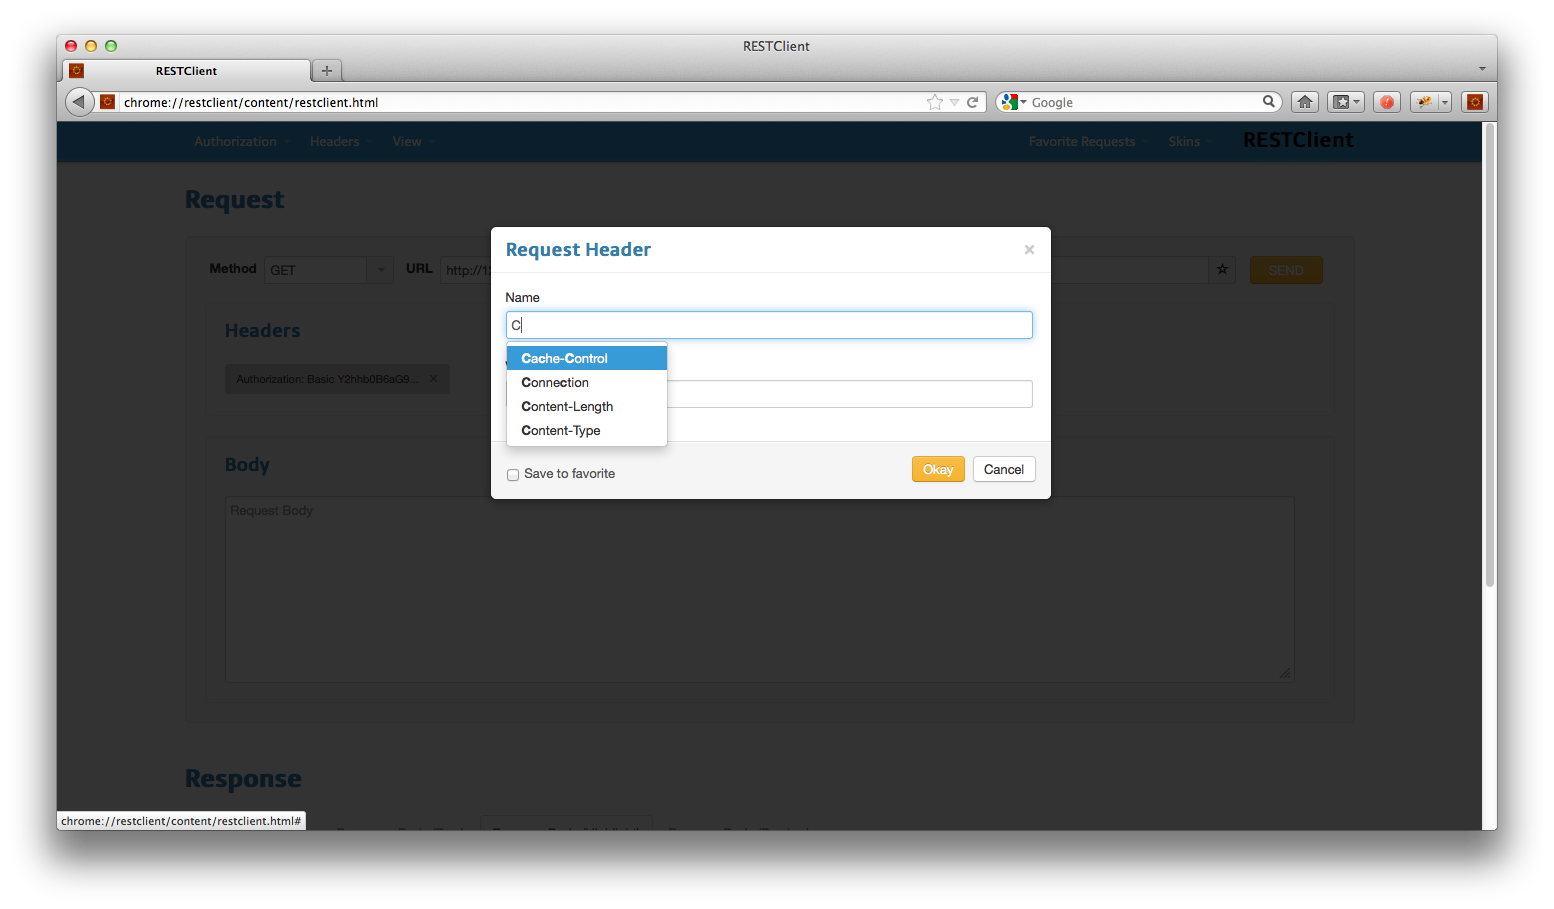 RESTClient
RESTClient
chrome://restclient/content/restclient.html
Google
Authorization Headers View Favorite Requests Skins RESTClient
Request
Request Header ×
Method GET URL http://12 SEND
Name
C
Headers
Cache-Control
Connection
Content-Length
Content-Type
Authorization: Basic Y2hhb0B6aG9... ×
Body
Save to favorite Okay Cancel
Request Body
Response
chrome://restclient/content/restclient.html#